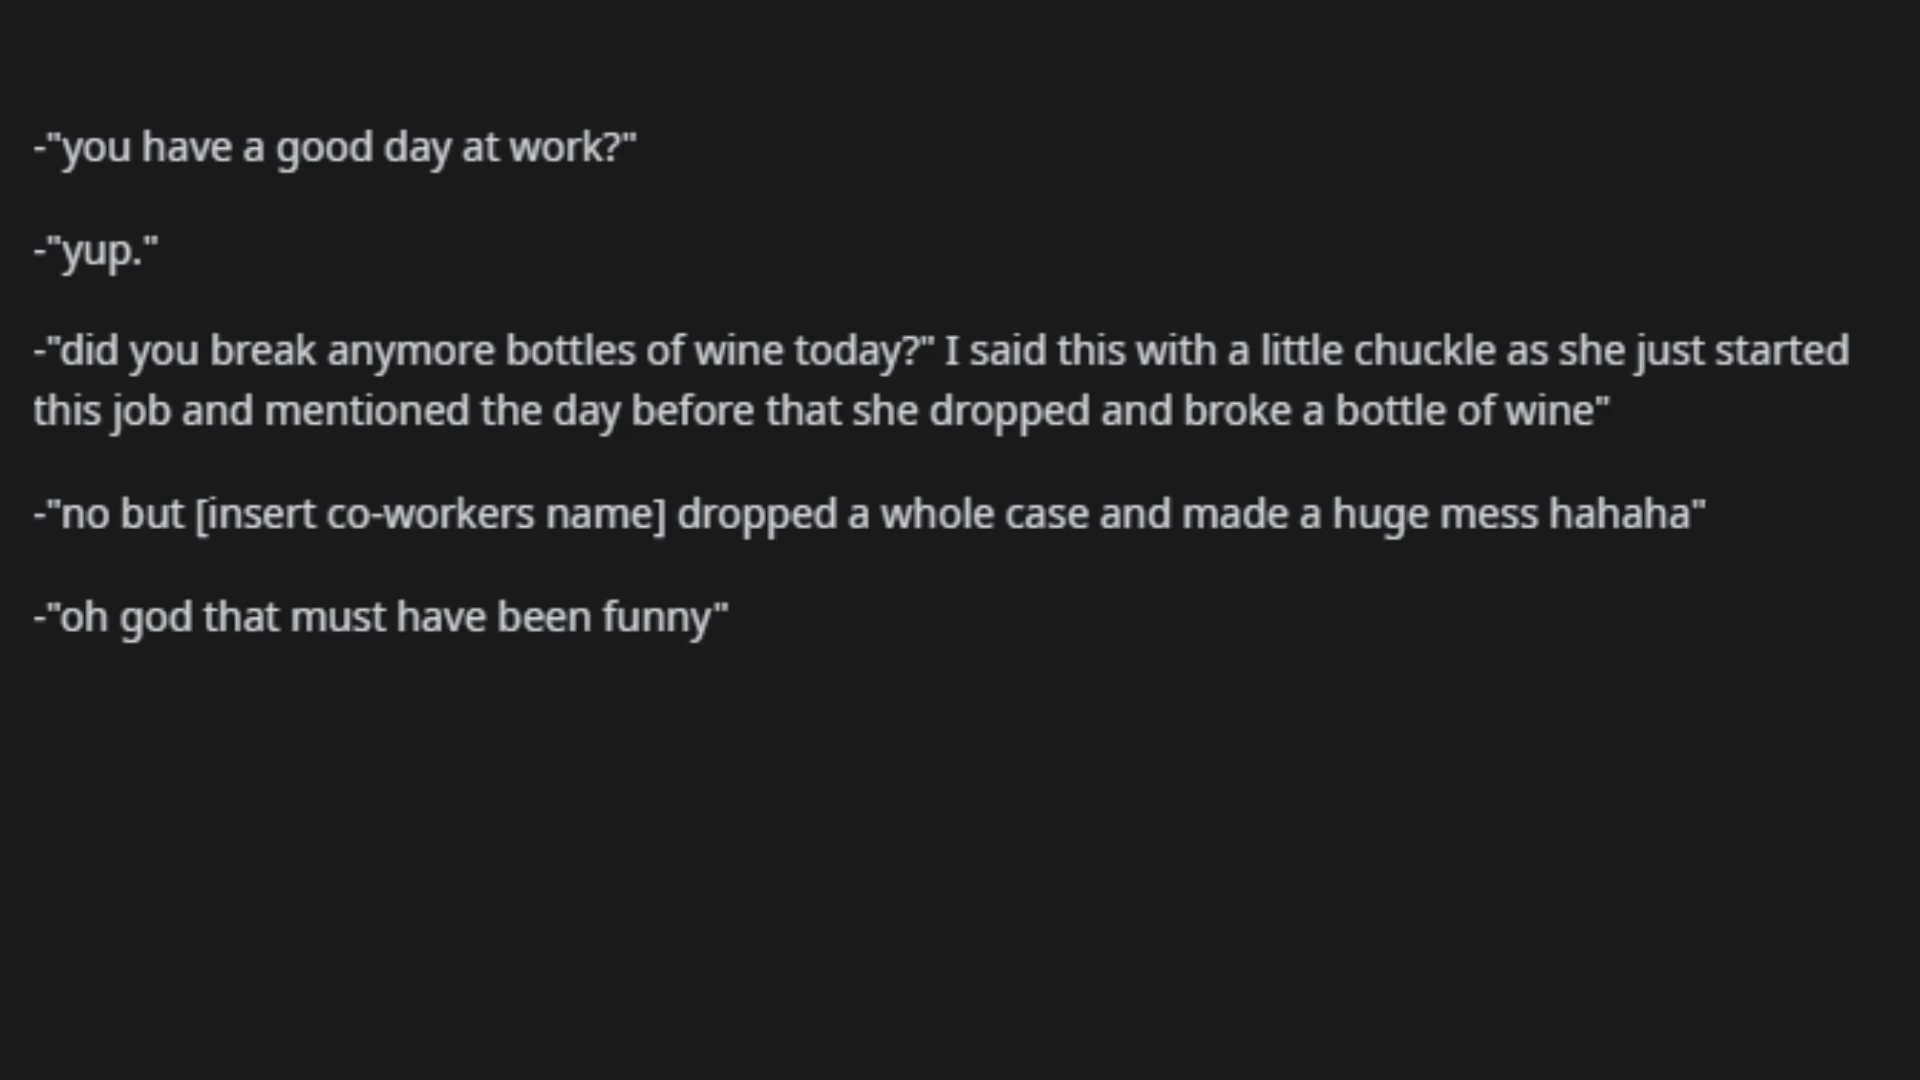 -"you have a good day at work?"
-"yup."
-"did you break anymore bottles of wine today?" I said this with a little chuckle as she just started
this job and mentioned the day before that she dropped and broke a bottle of wine"
-"no but [insert co-workers name] dropped a whole case and made a huge mess hahaha"
-"oh god that must have been funny"